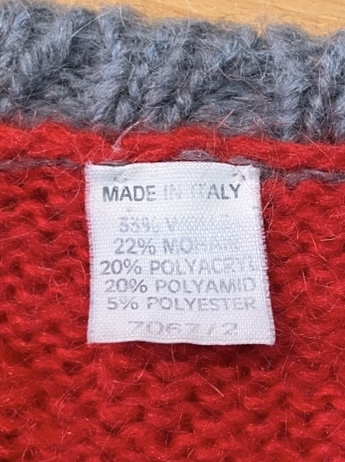 MADE IN ITALY
33%
22% MOHAIR
20% POLYACRYL
20% POLYAMID
5% POLYESTER
7067/2